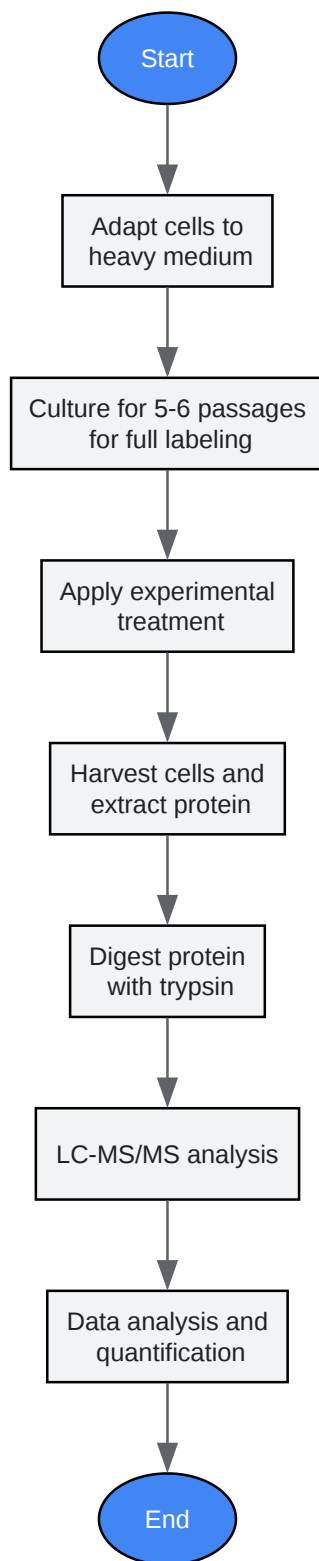 Start
Adapt cells to
heavy medium
Culture for 5-6 passages
for full labeling
Apply experimental
treatment
Harvest cells and
extract protein
Digest protein
with trypsin
LC-MS/MS analysis
Data analysis and
quantification
End